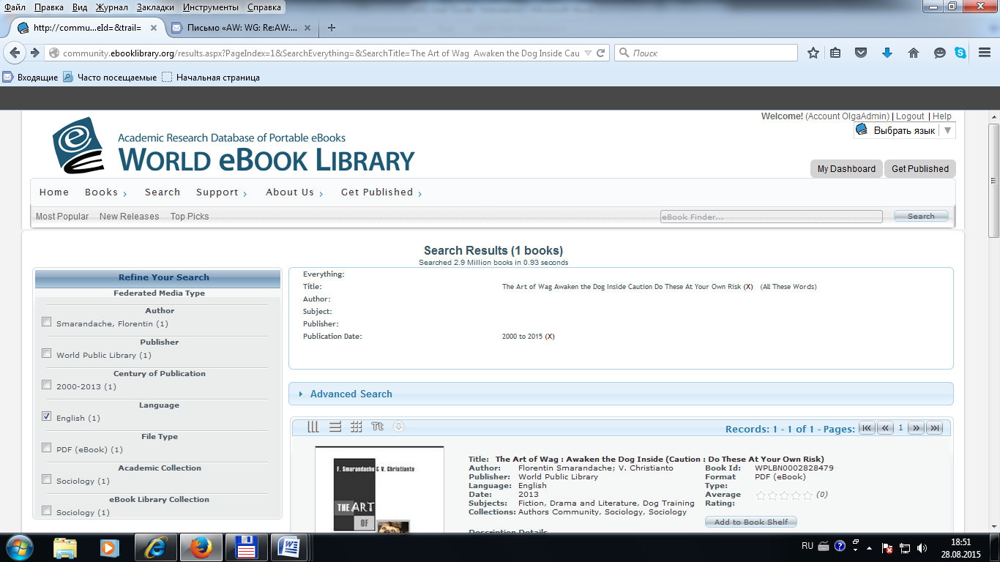 Файл Правка Вид Журнал Закладки Инструменты Справка
http://commu...eId=&trail= Письмо «AW: WG: Re:AW:...
community.ebooklibrary.org/results.aspx?PageIndex=1&SearchEverything=&SearchTitle=The Art of Wag Awaken the Dog Inside Cau Поиск
Входящие Часто посещаемые Начальная страница
Welcome! (Account OlgaAdmin) | Logout | Help
Выбрать язык
Academic Research Database of Portable eBooks
WORLD eBOOK LIBRARY
My Dashboard Get Published
Home Books Search Support About Us Get Published
Most Popular New Releases Top Picks eBook Finder... Search
Search Results (1 books)
Searched 2.9 Million books in 0.93 seconds
Refine Your Search
Federated Media Type
Author
Smarandache, Florentin (1)
Publisher
World Public Library (1)
Century of Publication
2000-2013 (1)
Language
English (1)
File Type
PDF (eBook) (1)
Academic Collection
Sociology (1)
eBook Library Collection
Sociology (1)
Everything:
Title: The Art of Wag Awaken the Dog Inside Caution Do These At Your Own Risk (X) (All These Words)
Author:
Subject:
Publisher:
Publication Date: 2000 to 2015 (X)
Advanced Search
Tt Records: 1 - 1 of 1 - Pages: 1
F. Smarandache & V. Christianto
THE ART
OF
Title: The Art of Wag : Awaken the Dog Inside (Caution : Do These At Your Own Risk)
Author: Florentin Smarandache; V. Christianto
Publisher: World Public Library
Language: English
Date: 2013
Subjects: Fiction, Drama and Literature, Dog Training
Collections: Authors Community, Sociology, Sociology
Book Id: WPLBN0002828479
Format Type: PDF (eBook)
Average Rating: (0)
Add to Book Shelf
Description Details
RU 18:51
28.08.2015